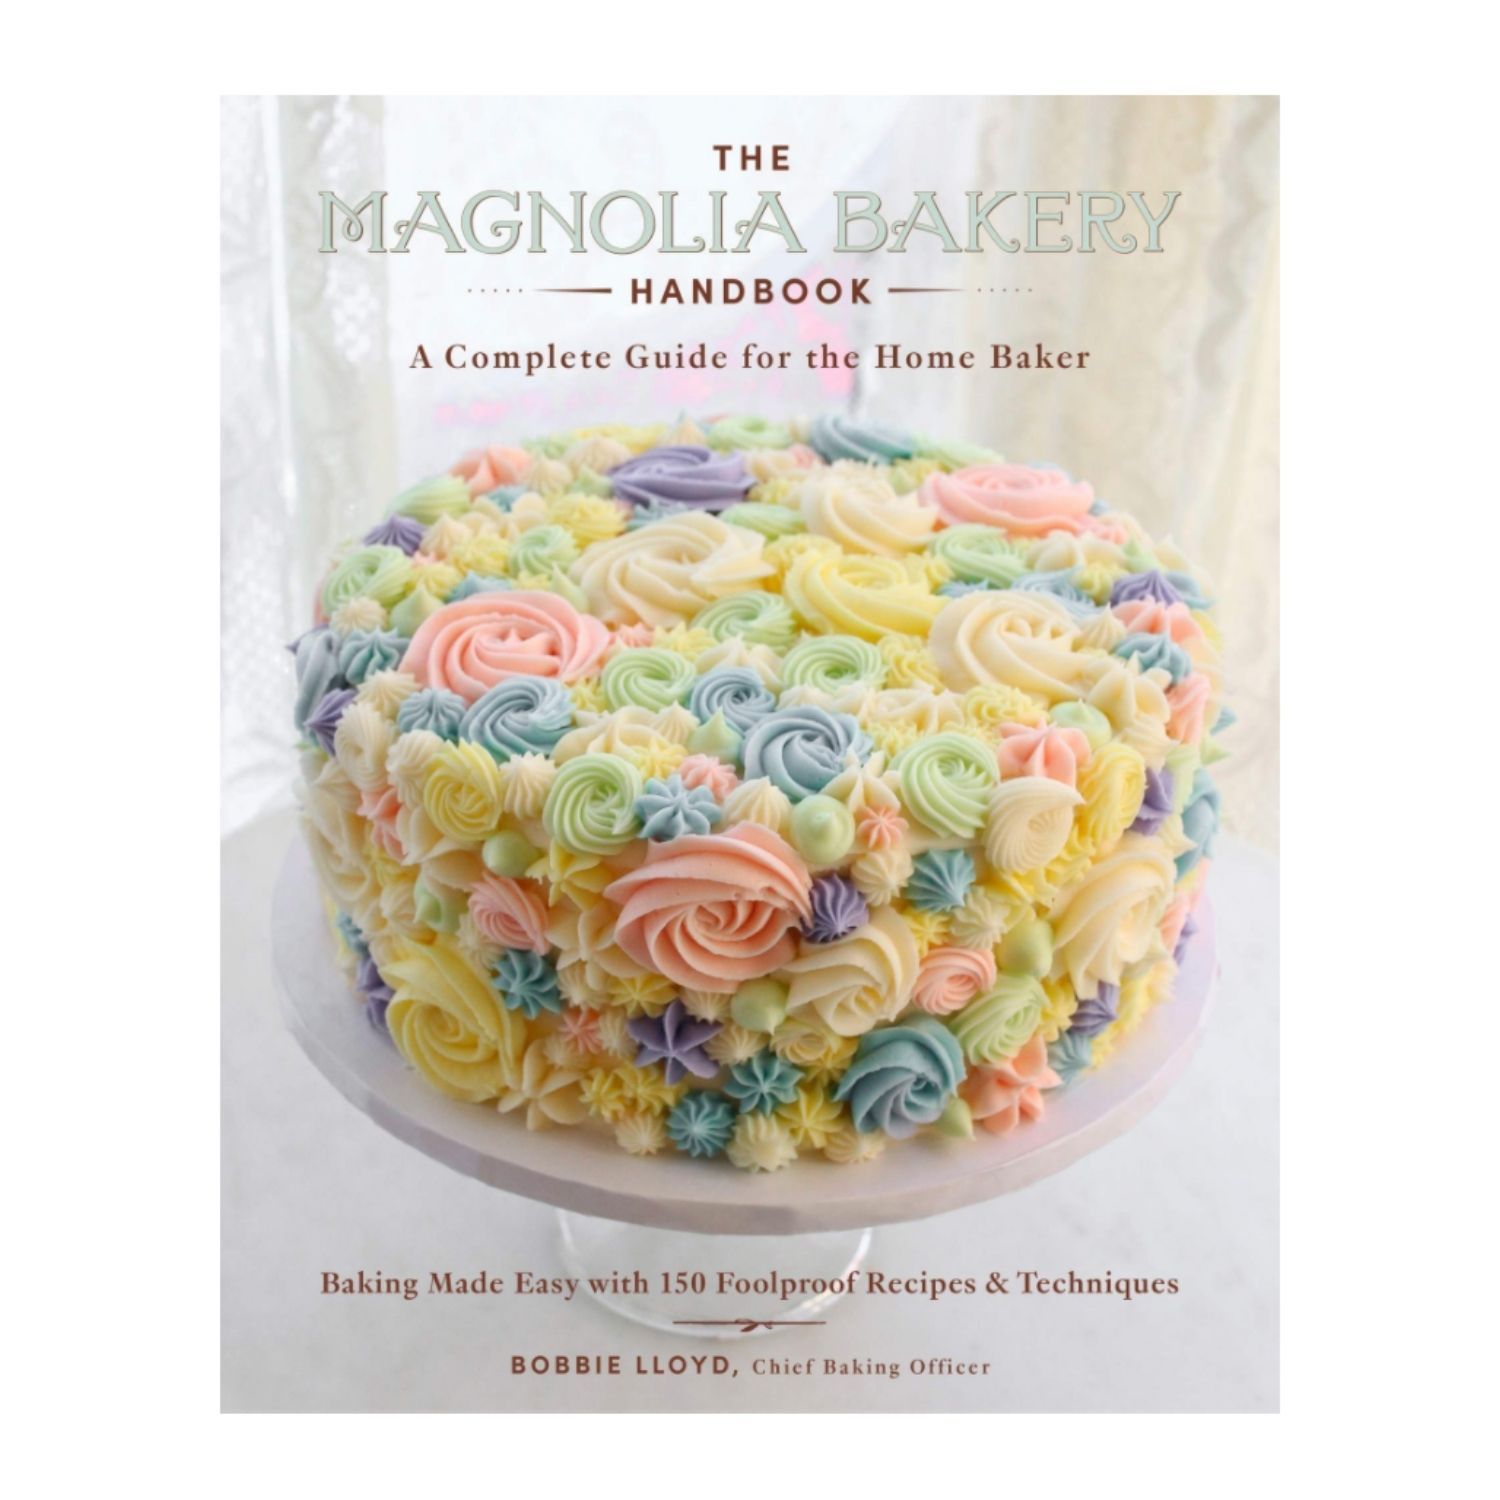 THE
MAGNOLIA BAKERY
HANDBOOK
A Complete Guide for the Home Baker
Baking Made Easy with 150 Foolproof Recipes & Techniques
BOBBIE LLOYD, Chief Baking Officer